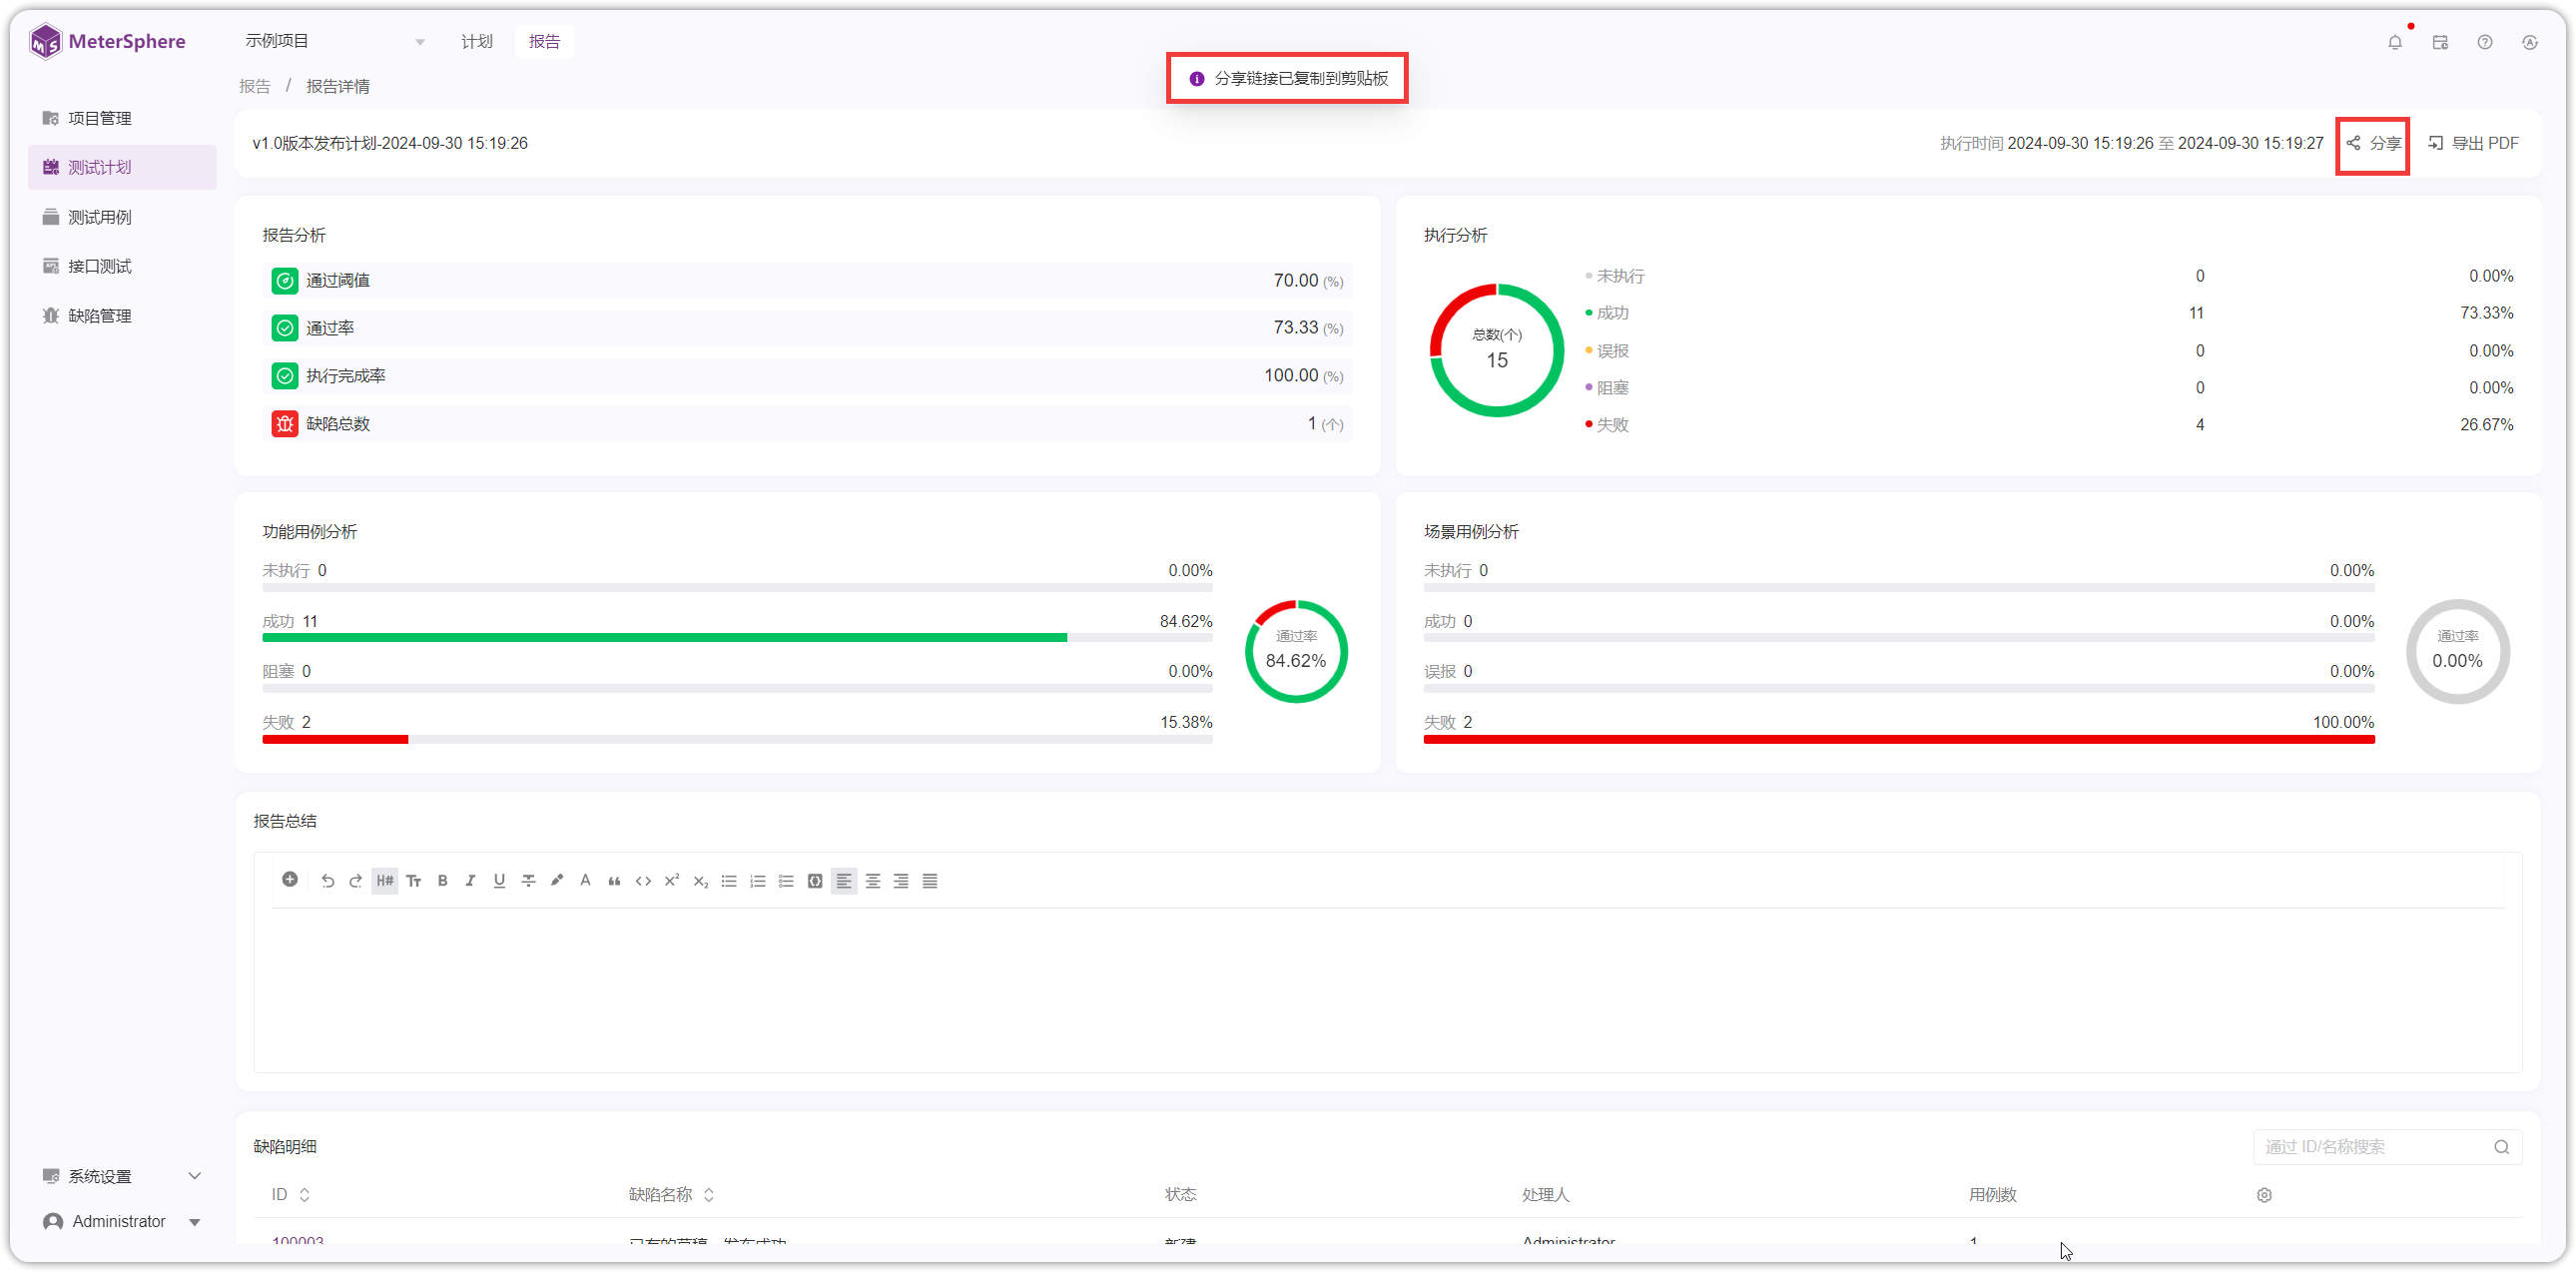 MeterSphere
示例项目
计划
报告
分享链接已复制到剪贴板
报告 / 报告详情
项目管理
测试计划
测试用例
接口测试
缺陷管理
v1.0版本发布计划-2024-09-30 15:19:26
执行时间 2024-09-30 15:19:26 至 2024-09-30 15:19:27
分享
导出 PDF
报告分析
通过阈值 70.00 (%)
通过率 73.33 (%)
执行完成率 100.00 (%)
缺陷总数 1 (个)
执行分析
总数(个)
15
未执行 0 0.00%
成功 11 73.33%
误报 0 0.00%
阻塞 0 0.00%
失败 4 26.67%
功能用例分析
未执行 0 0.00%
成功 11 84.62%
阻塞 0 0.00%
失败 2 15.38%
通过率
84.62%
场景用例分析
未执行 0 0.00%
成功 0 0.00%
误报 0 0.00%
失败 2 100.00%
通过率
0.00%
报告总结
缺陷明细
通过 ID/名称搜索
ID 缺陷名称 状态 处理人 用例数
100003 已有的草稿 发布成功 新建 Administrator 1
系统设置
Administrator